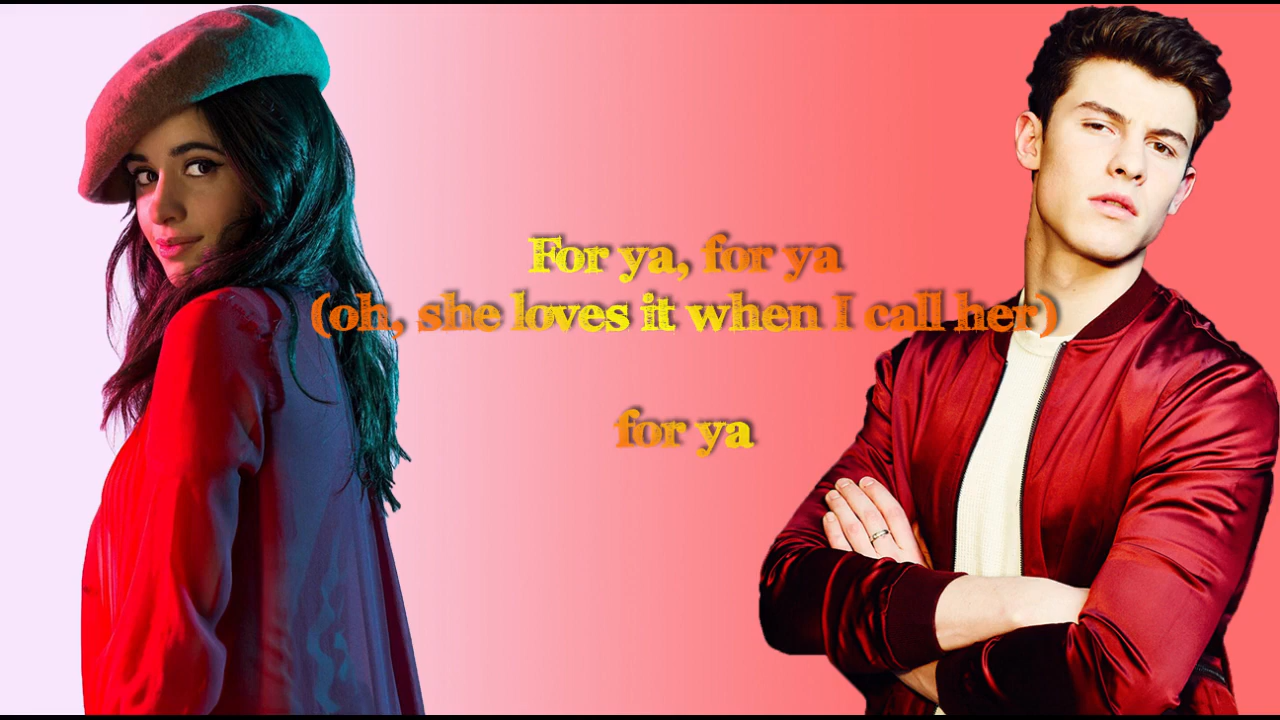 For ya, for ya
(oh, she loves it when I call her)
for ya